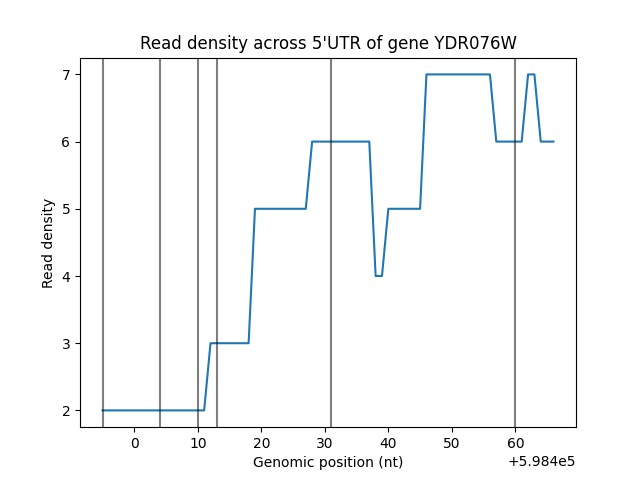 Read density across 5'UTR of gene YDR076W
Read density
7
6
5
4
3
2
0 10 20 30 40 50 60
Genomic position (nt)
+5.984e5